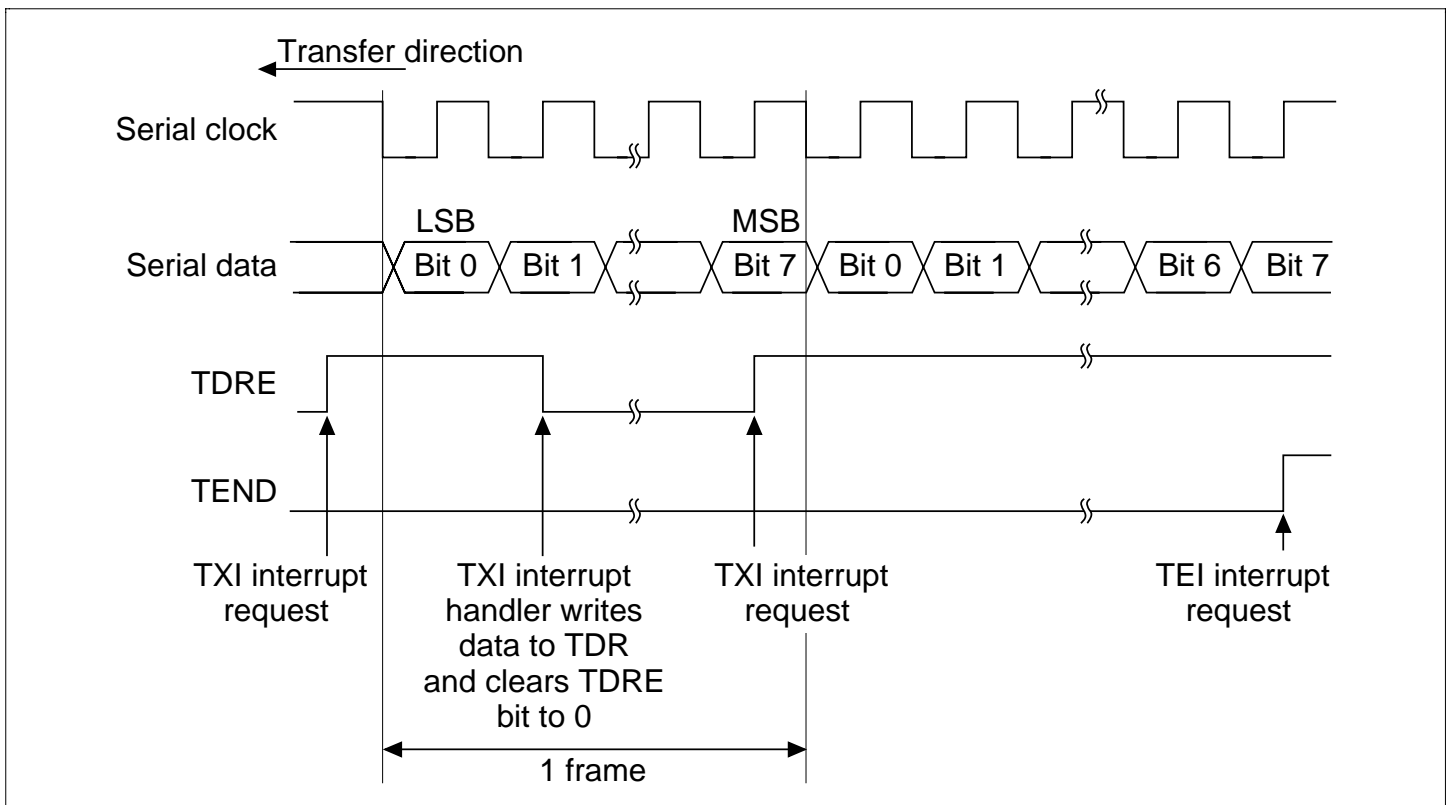 Transfer direction
Serial clock
LSB
MSB
Serial data
Bit 0
Bit 1
Bit 7
Bit 0
Bit 1
Bit 6
Bit 7
TDRE
TEND
TXI interrupt
request
TXI interrupt
handler writes
data to TDR
and clears TDRE
bit to 0
TXI interrupt
request
TEI interrupt
request
1 frame